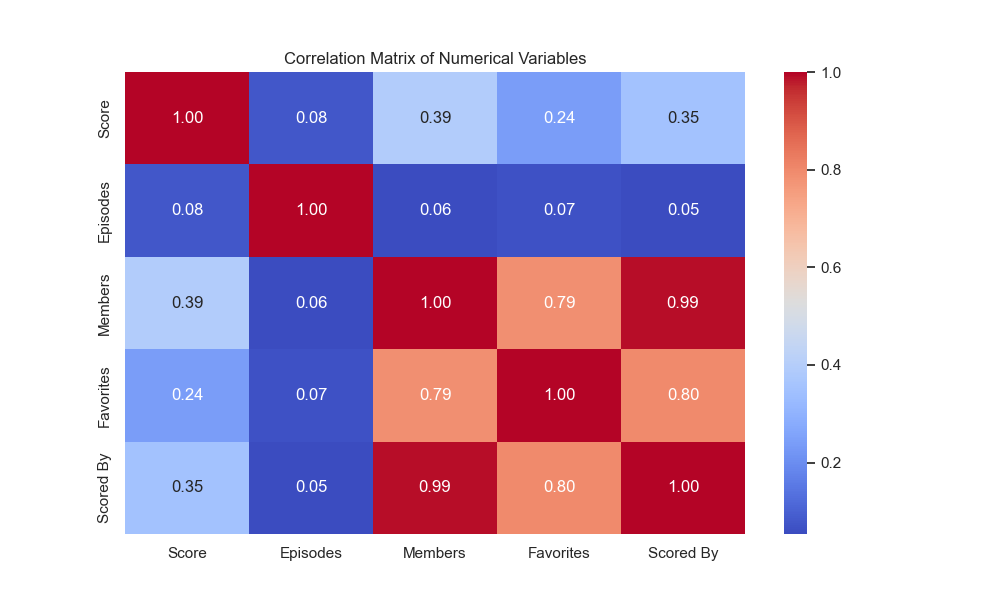 Correlation Matrix of Numerical Variables
Score 1.00 0.08 0.39 0.24 0.35
Episodes 0.08 1.00 0.06 0.07 0.05
Members 0.39 0.06 1.00 0.79 0.99
Favorites 0.24 0.07 0.79 1.00 0.80
Scored By 0.35 0.05 0.99 0.80 1.00
Score Episodes Members Favorites Scored By
1.0
0.8
0.6
0.4
0.2